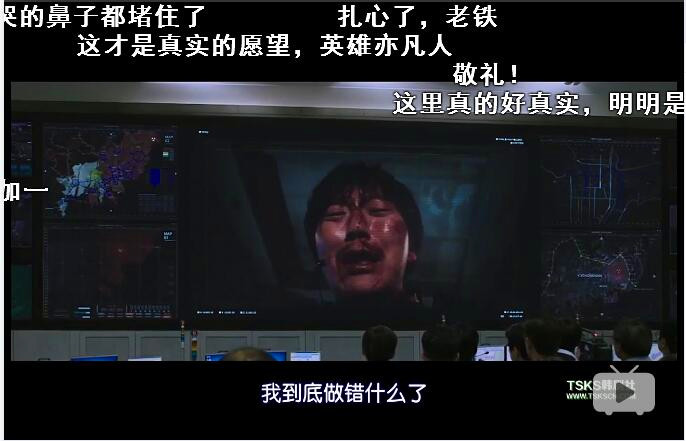 哭的鼻子都堵住了
扎心了，老铁
这才是真实的愿望，英雄亦凡人
敬礼！
这里真的好真实，明明是
加一
我到底做错什么了
TSKS韩剧社